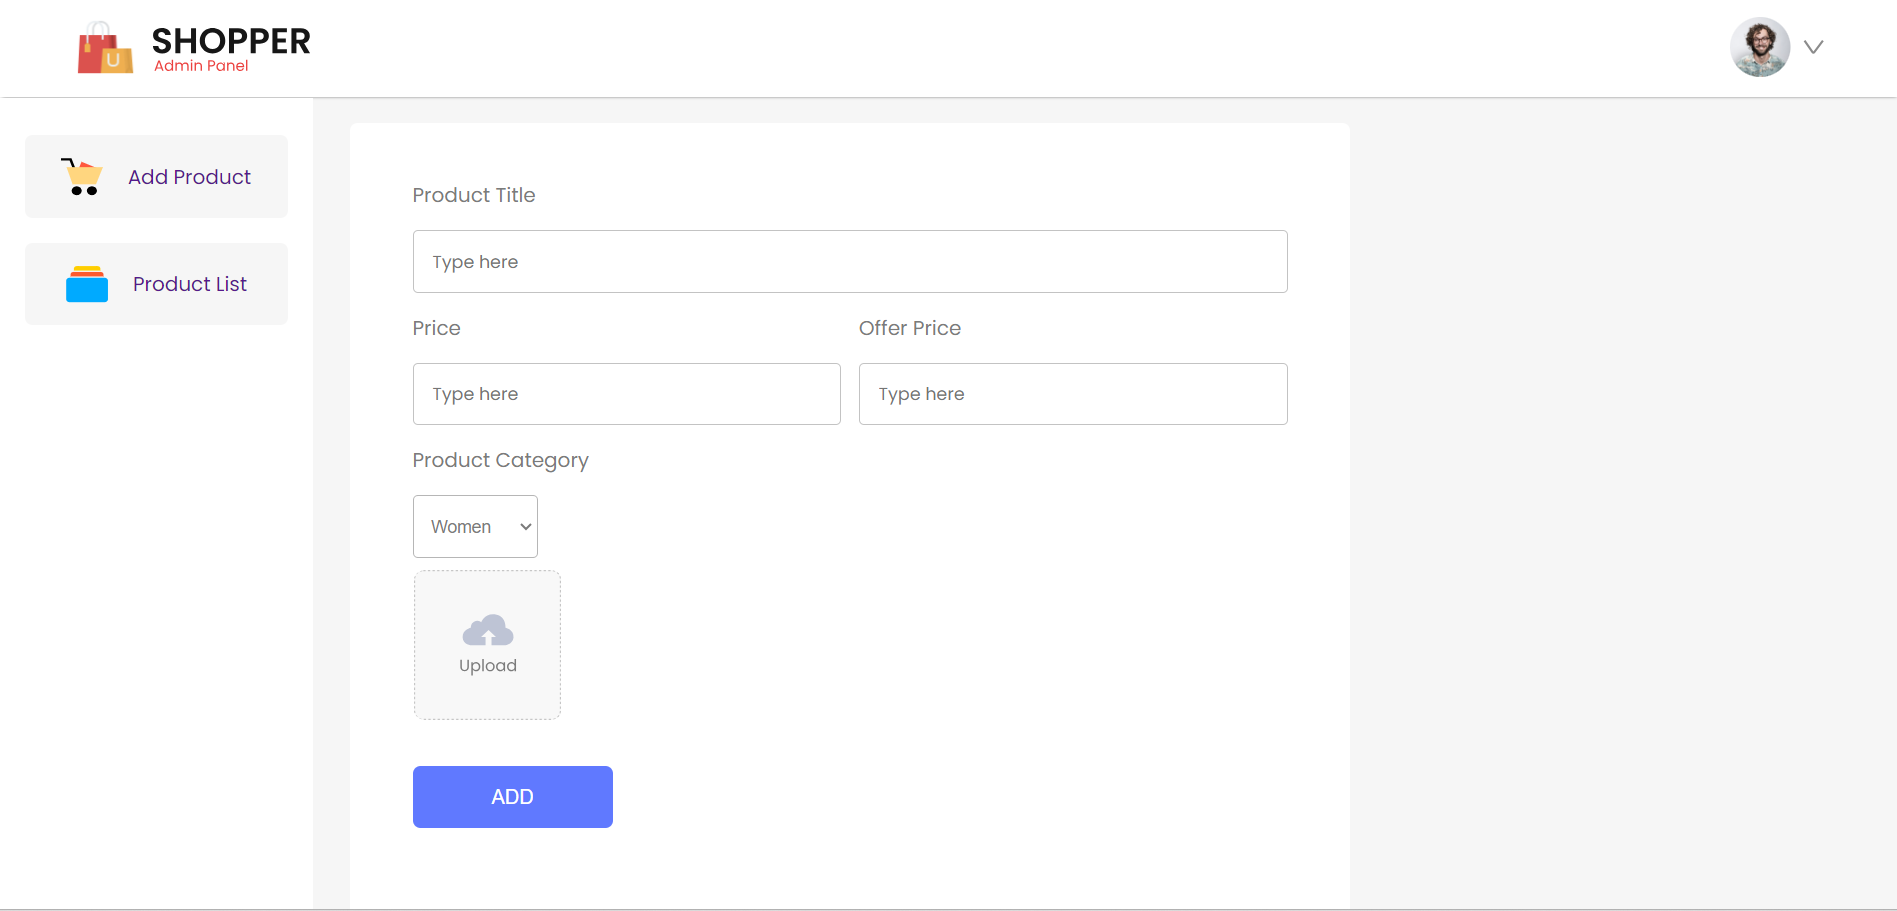 SHOPPER
Admin Panel
U
Add Product
Product List
Product Title
Type here
Price Offer Price
Type here Type here
Product Category
Women
Upload
ADD